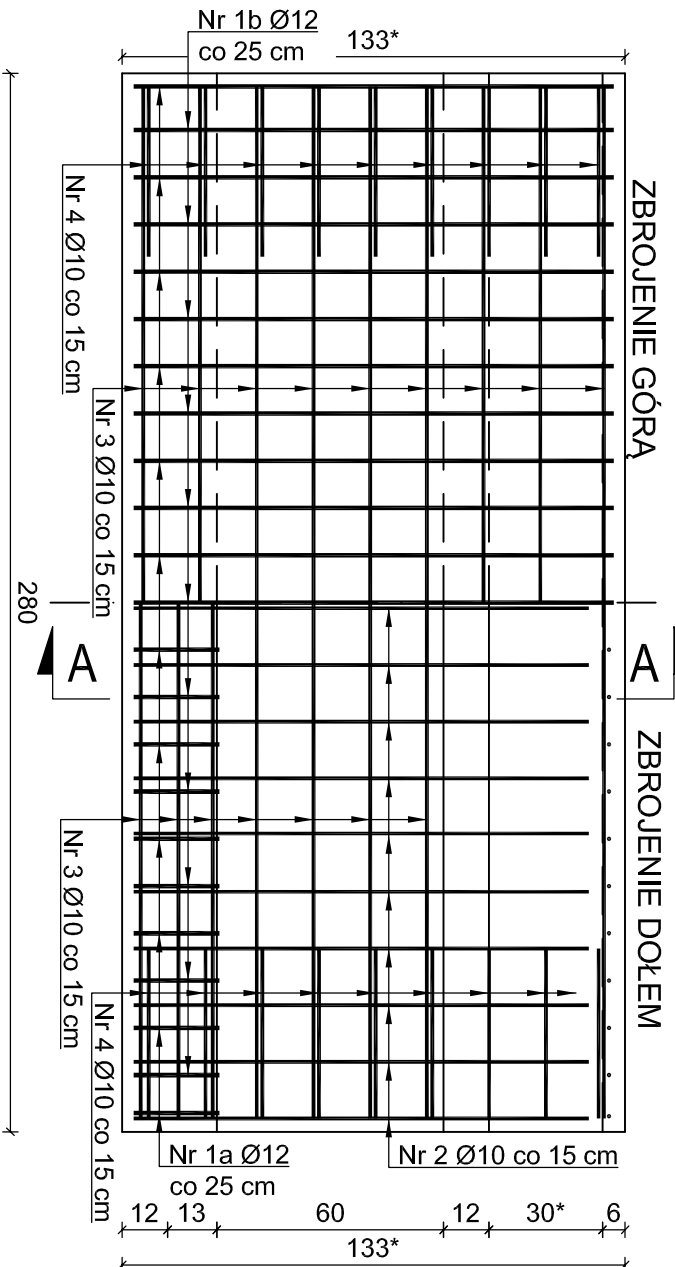 Nr 1b Ø12
co 25 cm
133*
ZBROJENIE GÓRĄ
Nr 4 Ø10 co 15 cm
Nr 3 Ø10 co 15 cm
280
A
A
ZBROJENIE DOŁEM
Nr 3 Ø10 co 15 cm
Nr 4 Ø10 co 15 cm
Nr 1a Ø12
co 25 cm
Nr 2 Ø10 co 15 cm
12
13
60
12
30*
6
133*